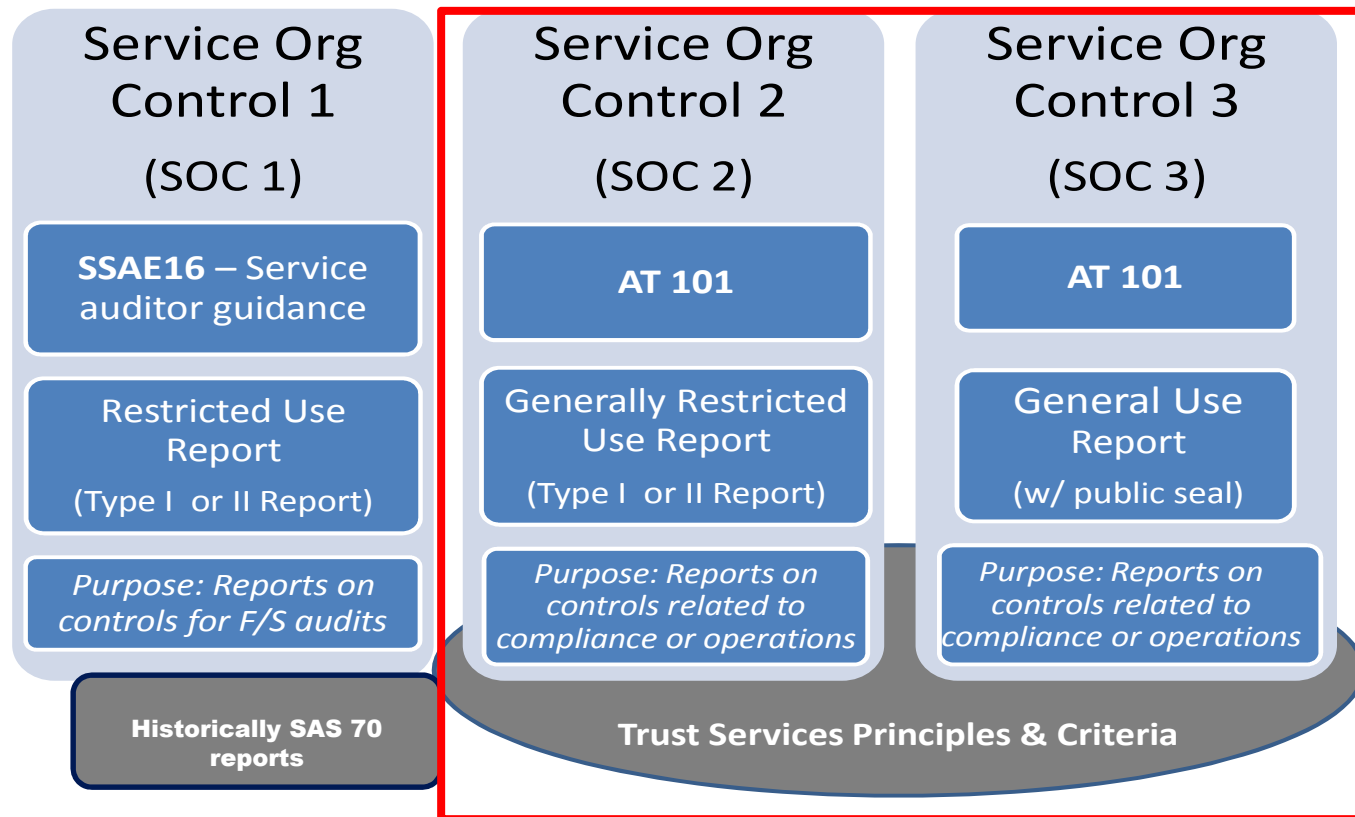 Service Org
Control 1
(SOC 1)
SSAE16 – Service
auditor guidance
Restricted Use
Report
(Type I  or II Report)
Purpose: Reports on
controls for F/S audits
Historically SAS 70
reports
Service Org
Control 2
(SOC 2)
AT 101
Generally Restricted
Use Report
(Type I  or II Report)
Purpose: Reports on
controls related to
compliance or operations
Service Org
Control 3
(SOC 3)
AT 101
General Use
Report
(w/ public seal)
Purpose: Reports on
controls related to
compliance or operations
Trust Services Principles & Criteria